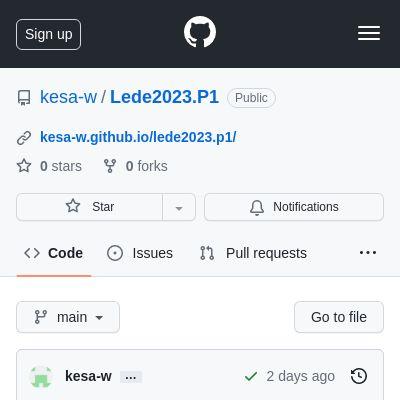 Sign up
kesa-w / Lede2023.P1 Public
kesa-w.github.io/lede2023.p1/
0 stars 0 forks
Star Notifications
Code Issues Pull requests ...
main Go to file
kesa-w ... 2 days ago